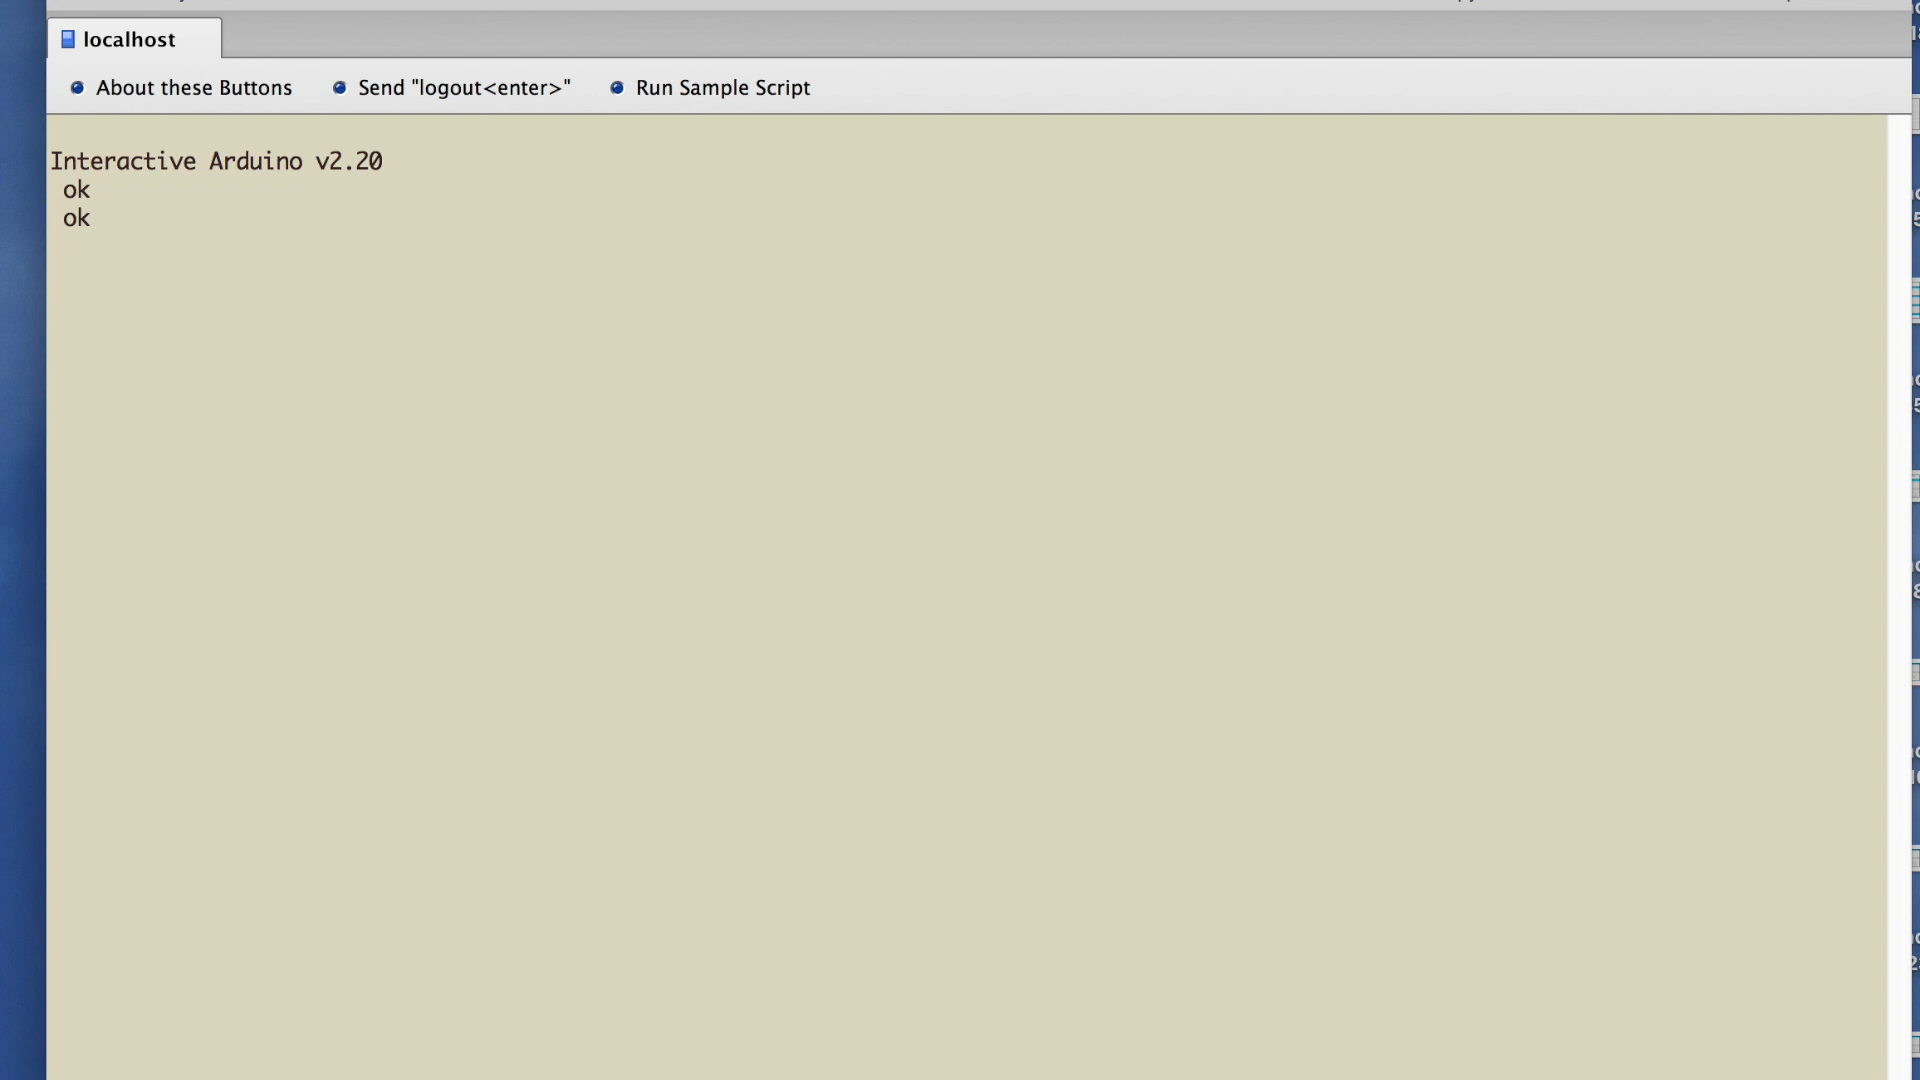 localhost
About these Buttons Send "logout<enter>" Run Sample Script
Interactive Arduino v2.20
ok
ok